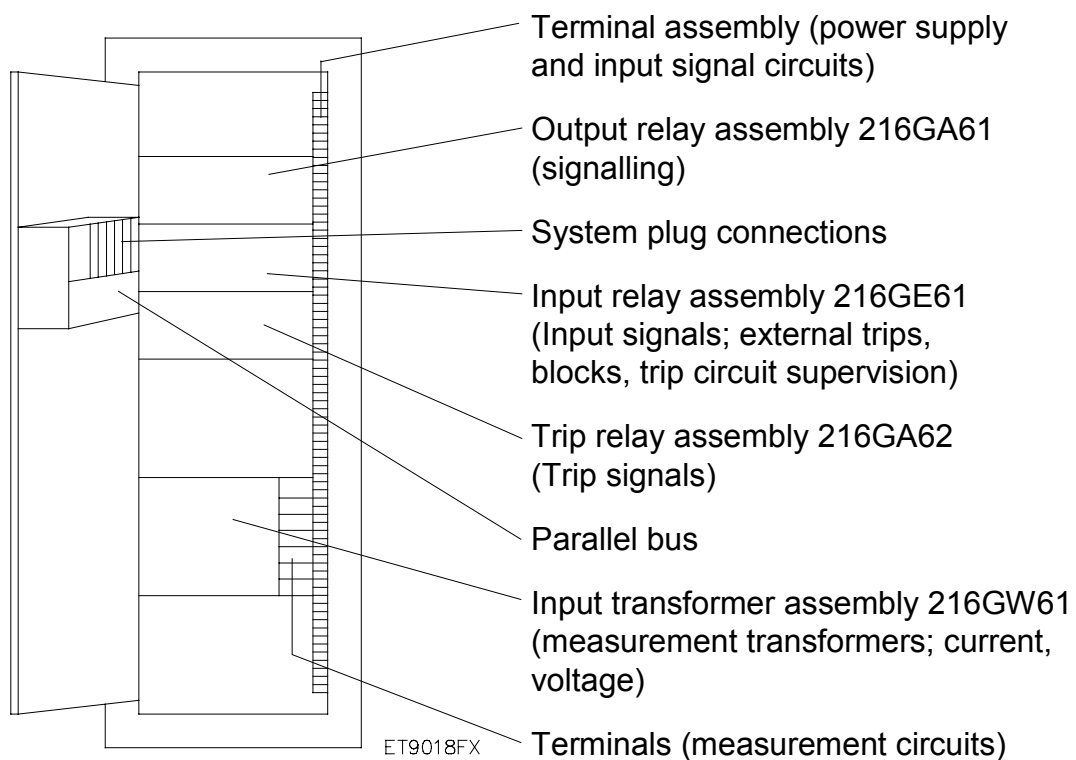 Terminal assembly (power supply
and input signal circuits)
Output relay assembly 216GA61
(signalling)
System plug connections
Input relay assembly 216GE61
(Input signals; external trips,
blocks, trip circuit supervision)
Trip relay assembly 216GA62
(Trip signals)
Parallel bus
Input transformer assembly 216GW61
(measurement transformers; current,
voltage)
Terminals (measurement circuits)
ET9018FX